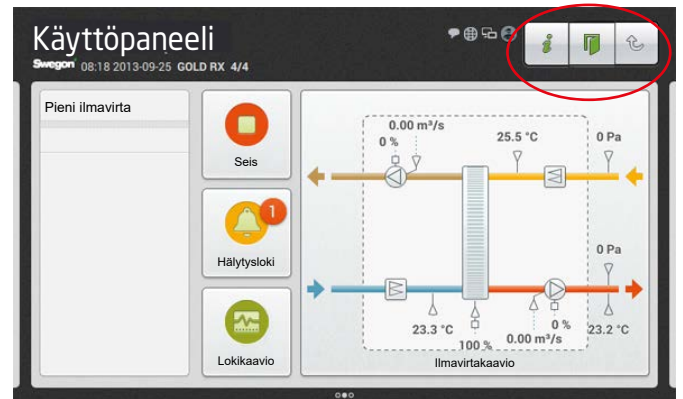 Käyttöpaneeli
Swegon 08:18 2013-09-25 GOLD RX 4/4
i
Pieni ilmavirta
Seis
1
Hälytysloki
Lokikaavio
0.00 m³/s
0 %
25.5 °C
0 Pa
0 Pa
23.3 °C
100 %
0.00 m³/s
0 %
23.2 °C
Ilmavirtakaavio